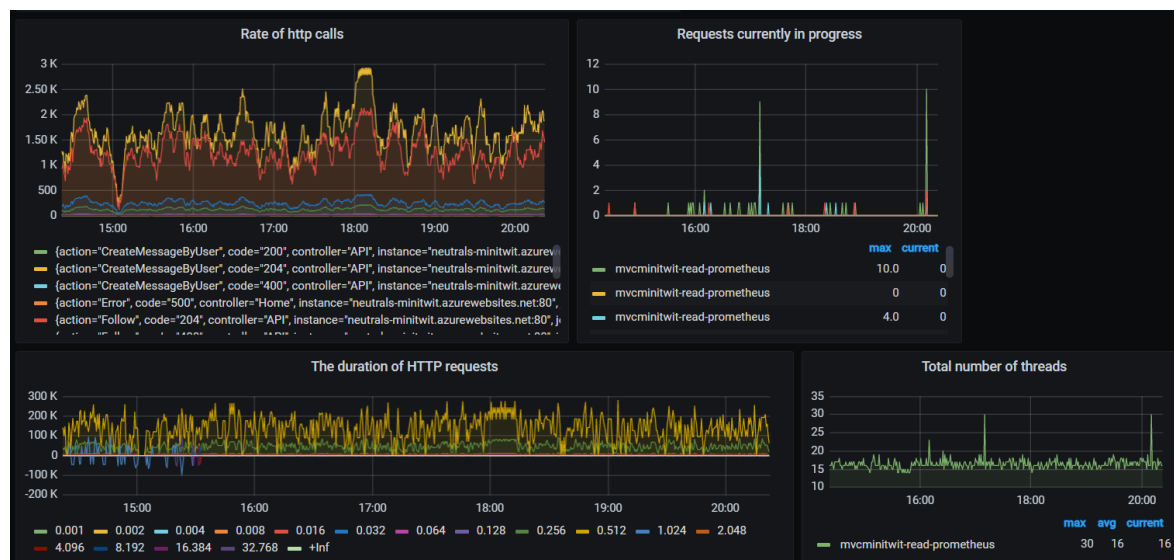 Rate of http calls
3 K
2.50 K
2 K
1.50 K
1 K
500
0
15:00 16:00 17:00 18:00 19:00 20:00
{action="CreateMessageByUser", code="200", controller="API", instance="neutrals-minitwit.azurewe
{action="CreateMessageByUser", code="204", controller="API", instance="neutrals-minitwit.azurewe
{action="CreateMessageByUser", code="400", controller="API", instance="neutrals-minitwit.azurewe
{action="Error", code="500", controller="Home", instance="neutrals-minitwit.azurewebsites.net:80",
{action="Follow", code="204", controller="API", instance="neutrals-minitwit.azurewebsites.net:80", j
Requests currently in progress
12
10
8
6
4
2
0
16:00 18:00 20:00
max current
mvcminitwit-read-prometheus 10.0 0
mvcminitwit-read-prometheus 0 0
mvcminitwit-read-prometheus 4.0 0
The duration of HTTP requests
300 K
200 K
100 K
0
-100 K
-200 K
15:00 16:00 17:00 18:00 19:00 20:00
0.001 0.002 0.004 0.008 0.016 0.032 0.064 0.128 0.256 0.512 1.024 2.048
4.096 8.192 16.384 32.768 +Inf
Total number of threads
35
30
25
20
15
10
16:00 18:00 20:00
max avg current
mvcminitwit-read-prometheus 30 16 16